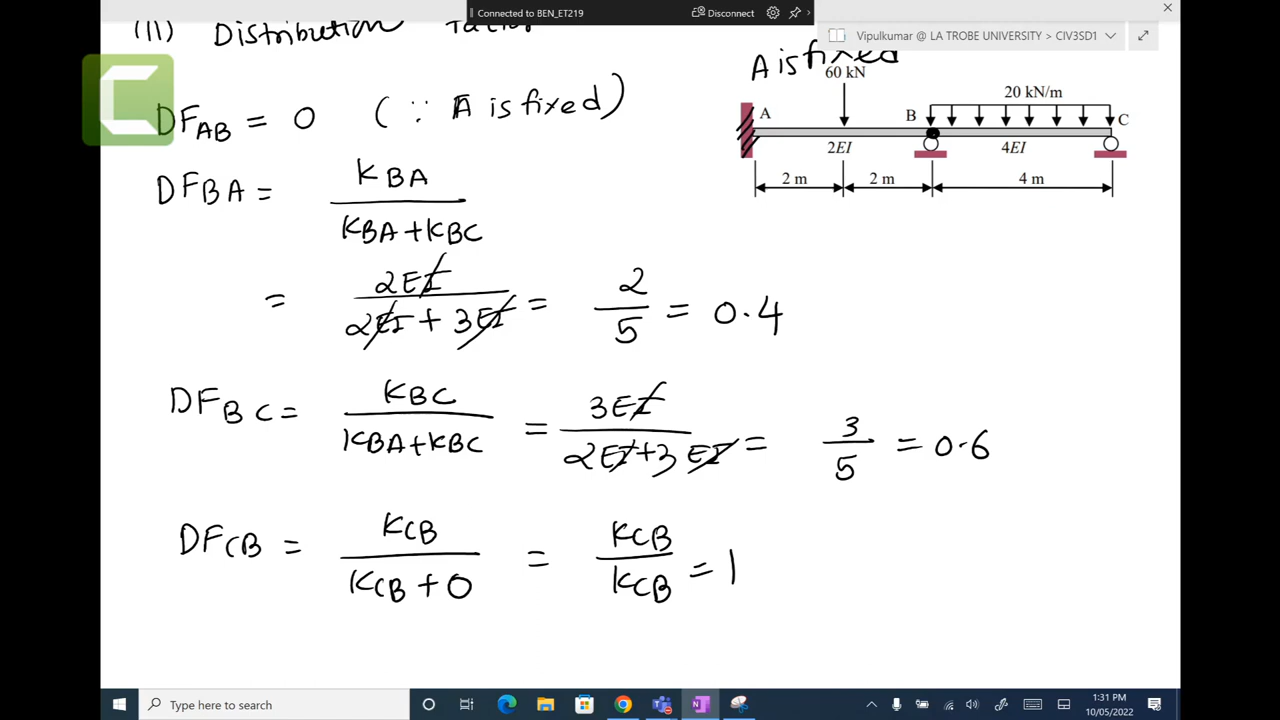 Connected to BEN_ET219
Disconnect
Vipulkumar @ LA TROBE UNIVERSITY > CIV3SD1
(II) Distribution
A is fixed
60 kN
20 kN/m
A
B
C
2EI
4EI
2 m
2 m
4 m
DFAB = 0 (∵ A is fixed)
DFBA = KBA / KBA+KBC
= 2EI / 2EI + 3EI = 2 / 5 = 0.4
DFBC = KBC / KBA+KBC = 3EI / 2EI+3EI = 3 / 5 = 0.6
DFCB = KCB / KCB + 0 = KCB / KCB = 1
Type here to search
1:31 PM
10/05/2022